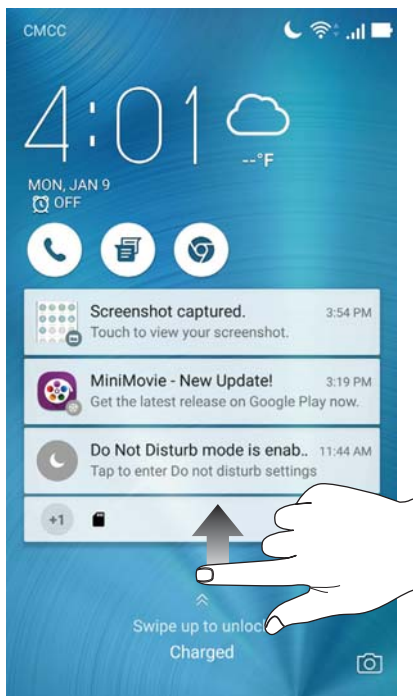 CMCC
4:01
--°F
MON, JAN 9
OFF
Screenshot captured. 3:54 PM
Touch to view your screenshot.
MiniMovie - New Update! 3:19 PM
Get the latest release on Google Play now.
Do Not Disturb mode is enab.. 11:44 AM
Tap to enter Do not disturb settings
+1
Swipe up to unlock
Charged